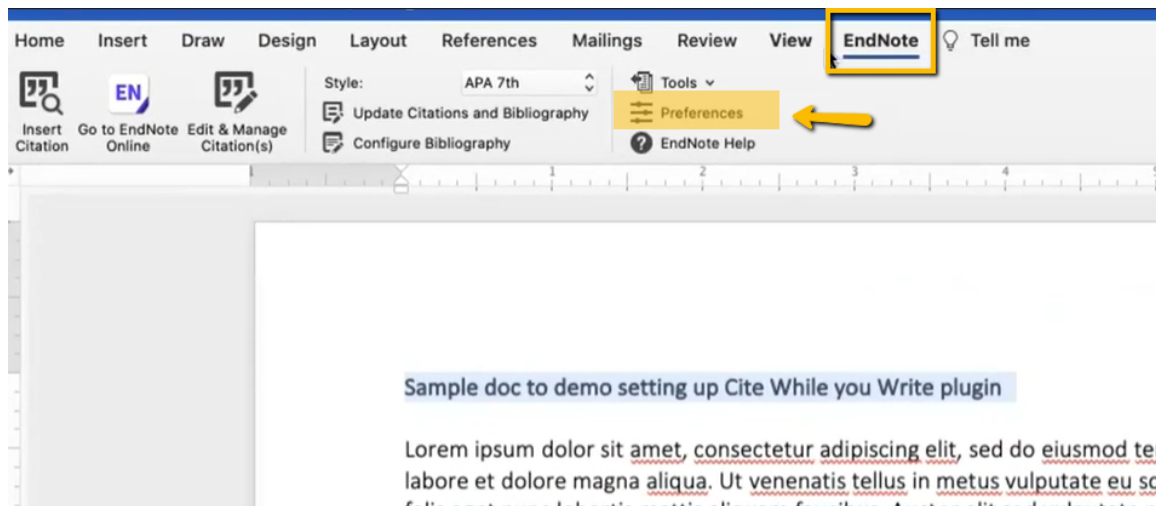 Home Insert Draw Design Layout References Mailings Review View EndNote Tell me
Style: APA 7th Tools
EN Update Citations and Bibliography Preferences
Insert Citation Go to EndNote Online Edit & Manage Citation(s) Configure Bibliography EndNote Help
1 1 2 3 4
Sample doc to demo setting up Cite While you Write plugin
Lorem ipsum dolor sit amet, consectetur adipiscing elit, sed do eiusmod
labore et dolore magna aliqua. Ut venenatis tellus in metus vulputate eu